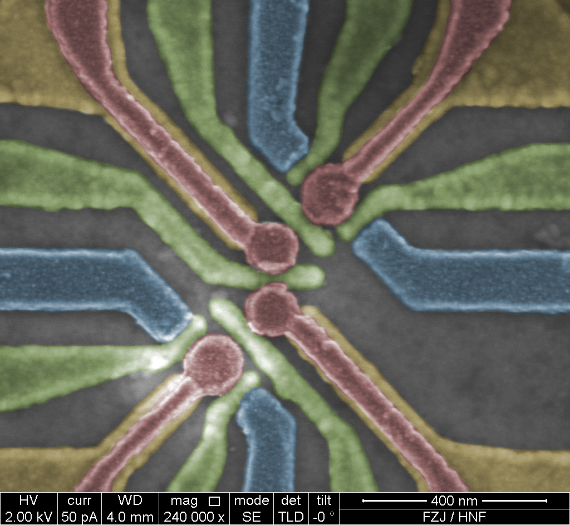 HV curr WD mag mode det tilt 400 nm
2.00 kV 50 pA 4.0 mm 240 000 x SE TLD -0 ° FZJ / HNF